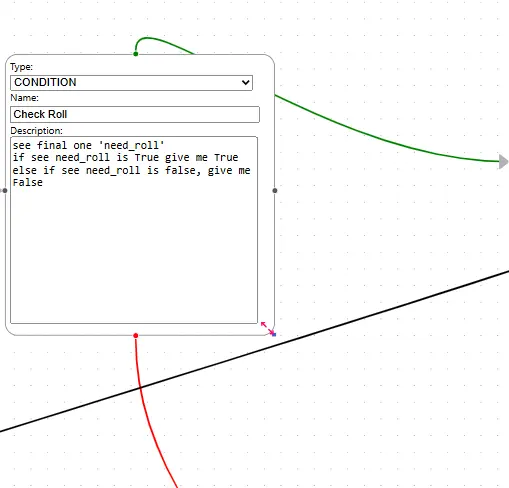 Type:
CONDITION
Name:
Check Roll
Description:
see final one 'need_roll'
if see need_roll is True give me True
else if see need_roll is false, give me
False